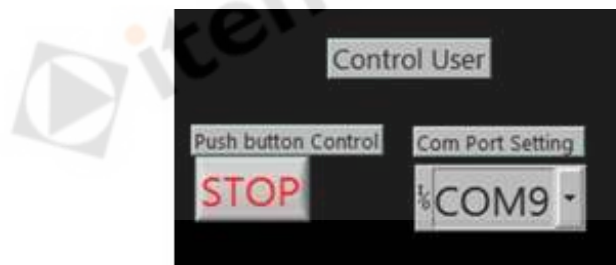 Control User
Push button Control
Com Port Setting
STOP
I/O COM9